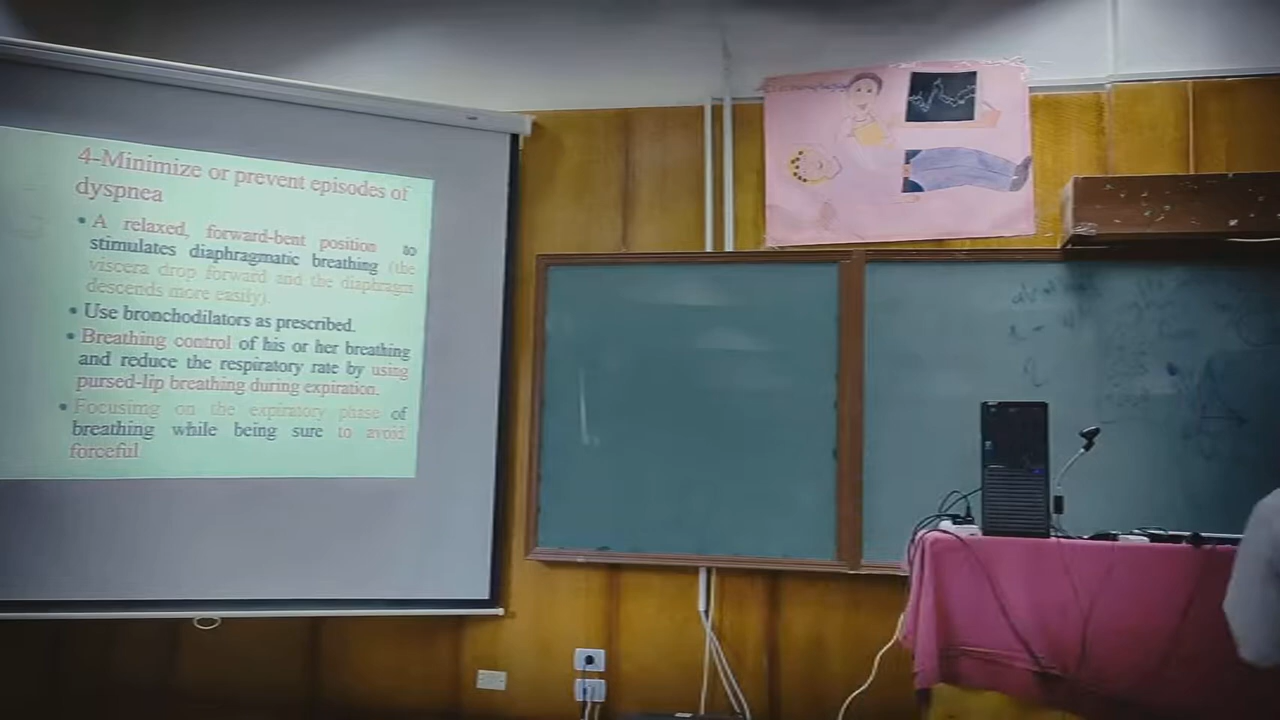 4-Minimize or prevent episodes of
dyspnea
• A relaxed, forward-bent position to
stimulates diaphragmatic breathing (the
viscera drop forward and the diaphragm
descends more easily).
• Use bronchodilators as prescribed.
• Breathing control of his or her breathing
and reduce the respiratory rate by using
pursed-lip breathing during expiration.
• Focusimg on the expiratory phase of
breathing while being sure to avoid
forceful